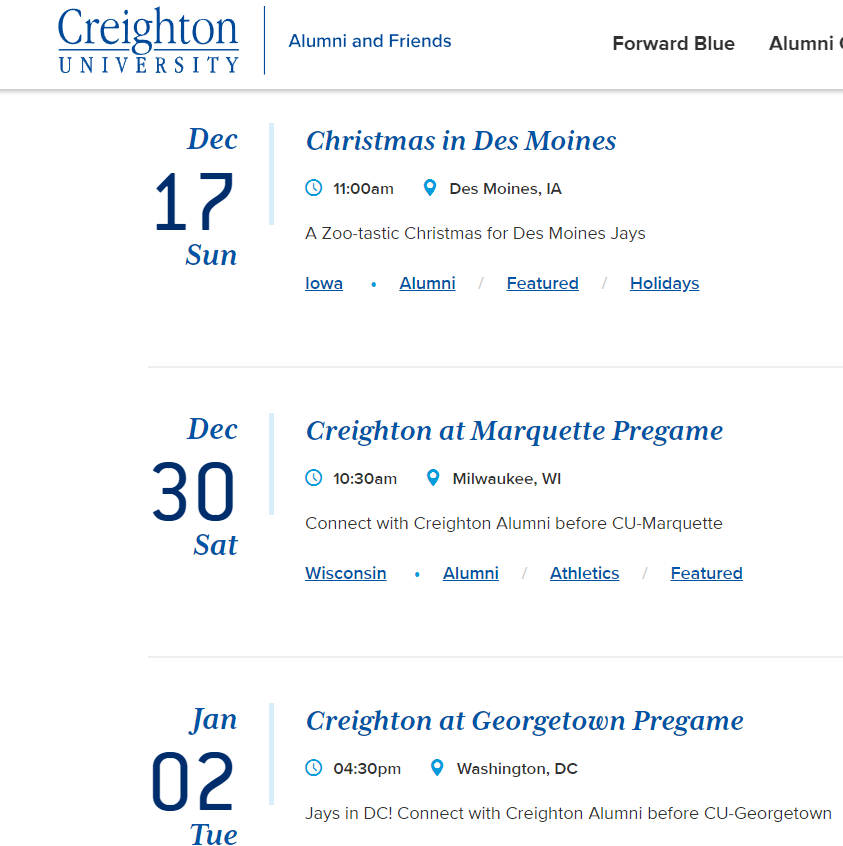 Creighton
UNIVERSITY
Alumni and Friends
Forward Blue
Alumni
Dec
17
Sun
Christmas in Des Moines
11:00am Des Moines, IA
A Zoo-tastic Christmas for Des Moines Jays
Iowa • Alumni / Featured / Holidays
Dec
30
Sat
Creighton at Marquette Pregame
10:30am Milwaukee, WI
Connect with Creighton Alumni before CU-Marquette
Wisconsin • Alumni / Athletics / Featured
Jan
02
Tue
Creighton at Georgetown Pregame
04:30pm Washington, DC
Jays in DC! Connect with Creighton Alumni before CU-Georgetown